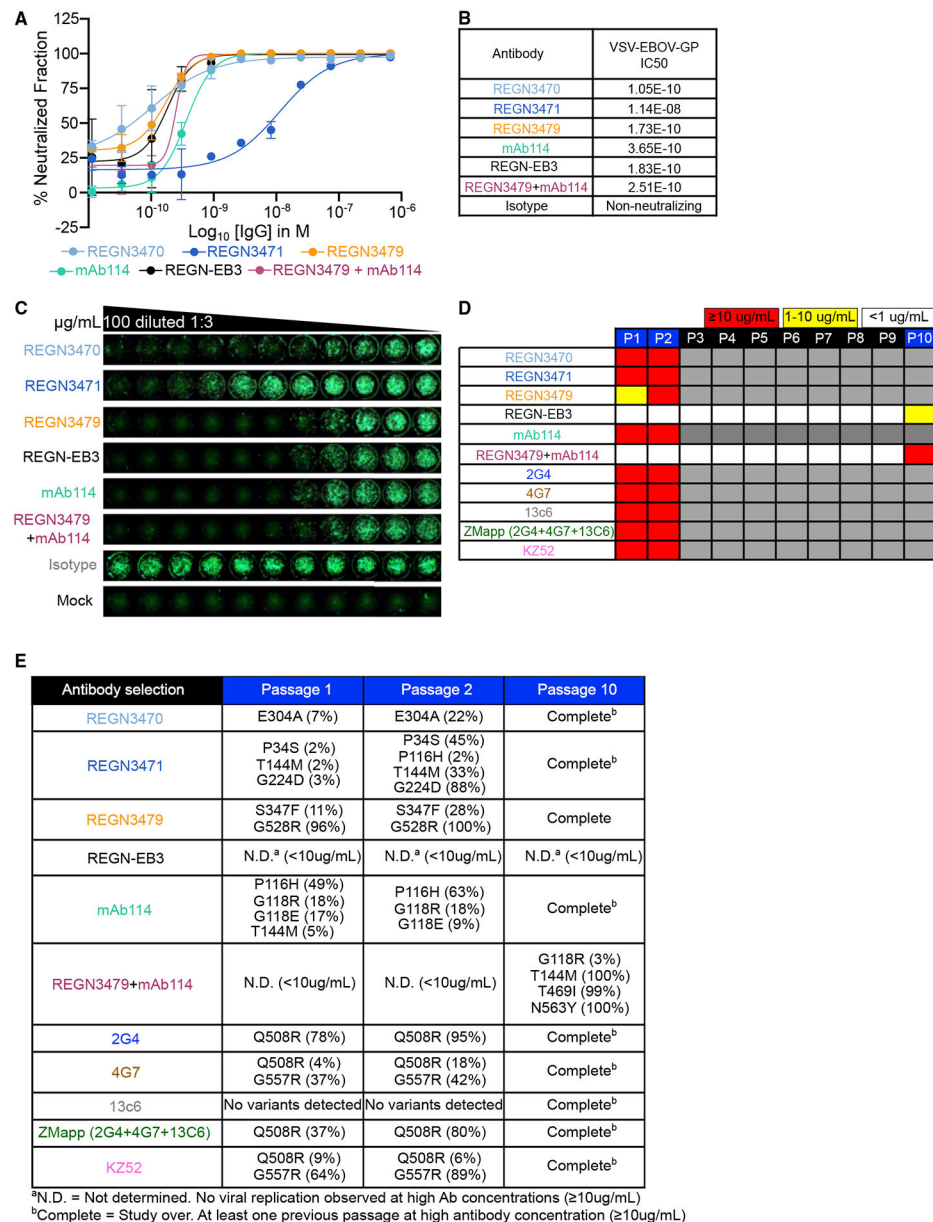 A
% Neutralized Fraction
125
100
75
50
25
0
-25
10-10 10-9 10-8 10-7 10-6
Log10 [IgG] in M
REGN3470 REGN3471 REGN3479
mAb114 REGN-EB3 REGN3479 + mAb114
B
Antibody VSV-EBOV-GP IC50
REGN3470 1.05E-10
REGN3471 1.14E-08
REGN3479 1.73E-10
mAb114 3.65E-10
REGN-EB3 1.83E-10
REGN3479+mAb114 2.51E-10
Isotype Non-neutralizing
C
µg/mL 100 diluted 1:3
REGN3470
REGN3471
REGN3479
REGN-EB3
mAb114
REGN3479
+mAb114
Isotype
Mock
D
≥10 ug/mL 1-10 ug/mL <1 ug/mL
P1 P2 P3 P4 P5 P6 P7 P8 P9 P10
REGN3470
REGN3471
REGN3479
REGN-EB3
mAb114
REGN3479+mAb114
2G4
4G7
13c6
ZMapp (2G4+4G7+13C6)
KZ52
E
Antibody selection Passage 1 Passage 2 Passage 10
REGN3470 E304A (7%) E304A (22%) Completeb
REGN3471
P34S (2%)
T144M (2%)
G224D (3%)
P34S (45%)
P116H (2%)
T144M (33%)
G224D (88%)
Completeb
REGN3479
S347F (11%)
G528R (96%)
S347F (28%)
G528R (100%)
Complete
REGN-EB3 N.D.a (<10ug/mL) N.D.a (<10ug/mL) N.D.a (<10ug/mL)
mAb114
P116H (49%)
G118R (18%)
G118E (17%)
T144M (5%)
P116H (63%)
G118R (18%)
G118E (9%)
Completeb
REGN3479+mAb114 N.D. (<10ug/mL) N.D. (<10ug/mL)
G118R (3%)
T144M (100%)
T469I (99%)
N563Y (100%)
2G4 Q508R (78%) Q508R (95%) Completeb
4G7
Q508R (4%)
G557R (37%)
Q508R (18%)
G557R (42%)
Completeb
13c6 No variants detected No variants detected Completeb
ZMapp (2G4+4G7+13C6) Q508R (37%) Q508R (80%) Completeb
KZ52
Q508R (9%)
G557R (64%)
Q508R (6%)
G557R (89%)
Completeb
aN.D. = Not determined. No viral replication observed at high Ab concentrations (≥10ug/mL)
bComplete = Study over. At least one previous passage at high antibody concentration (≥10ug/mL)